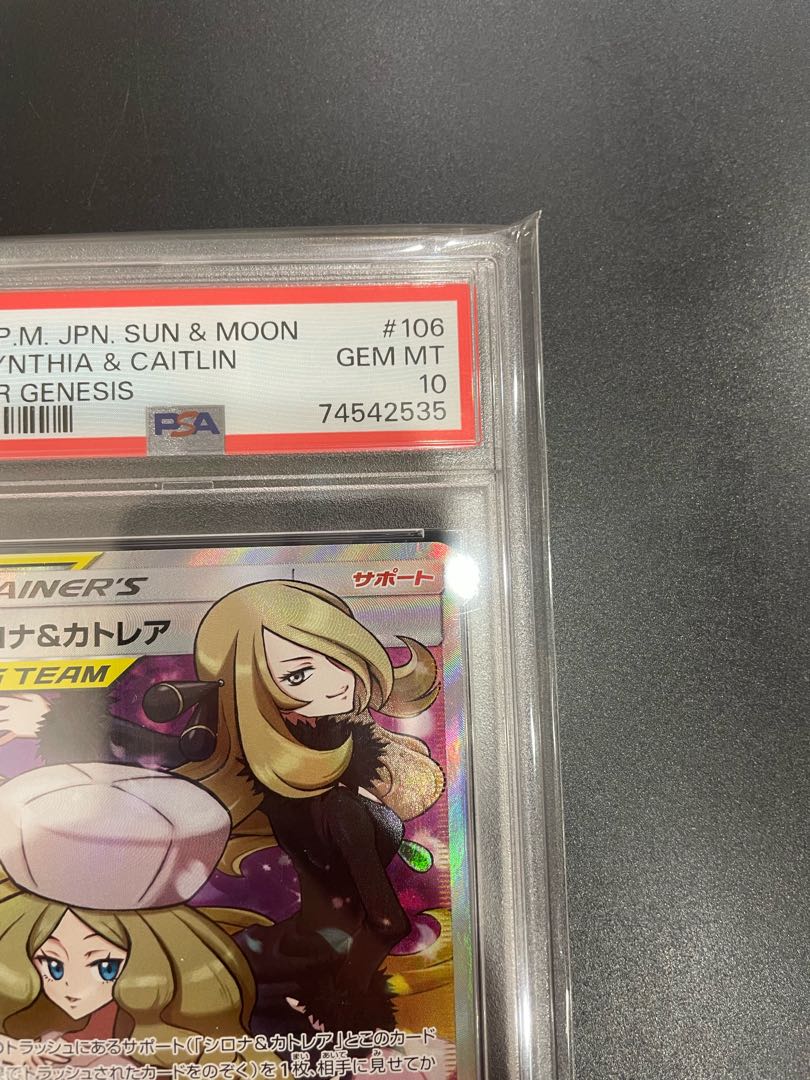 P.M. JPN. SUN & MOON #106
YNTHIA & CAITLIN GEM MT
R GENESIS 10
PSA 74542535
AINER'S サポート
ロナ&カトレア
G TEAM
のトラッシュにあるサポート(「シロナ&カトレア」とこのカード
トラッシュされたカードをのぞく)を1枚、相手に見せてか